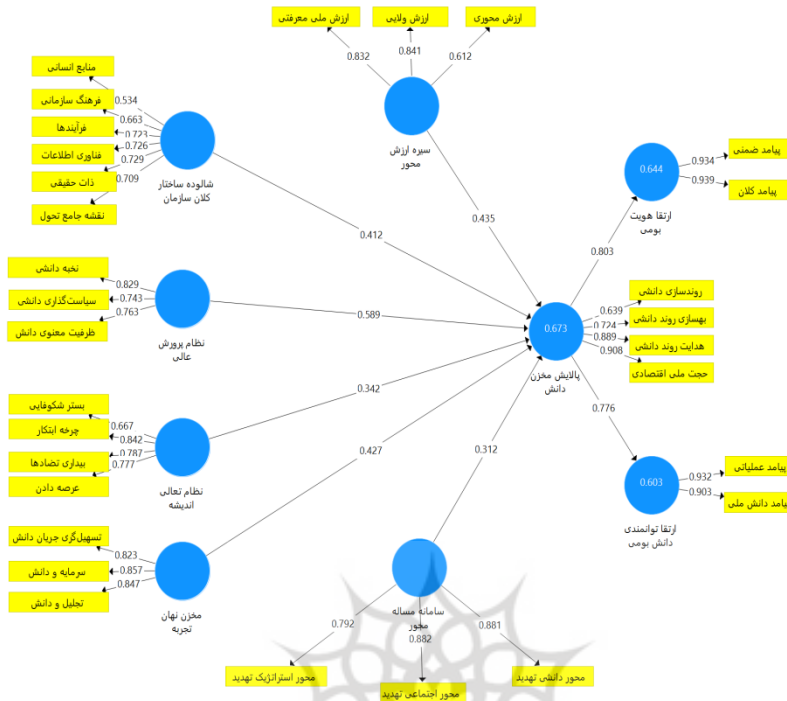 ارزش ملی معرفتی
ارزش ولایی
ارزش محوری
0.832
0.841
0.612
سیره ارزش
محور
0.435
منابع انسانی
فرهنگ سازمانی
فرآیندها
فناوری اطلاعات
ذات حقیقی
نقشه جامع تحول
0.534
0.663
0.723
0.726
0.729
0.709
شالوده ساختار
کلان سازمان
0.412
نخبه دانشی
سیاست‌گذاری دانشی
ظرفیت معنوی دانش
0.829
0.743
0.763
نظام پرورش
عالی
0.589
بستر شکوفایی
چرخه ابتکار
بیداری تضادها
عرصه دادن
0.667
0.842
0.787
0.777
نظام تعالی
اندیشه
0.342
تسهیل‌گری جریان دانش
سرمایه و دانش
تجلیل و دانش
0.823
0.857
0.847
مخزن نهان
تجربه
0.427
سامانه مساله
محور
0.312
0.792
0.882
0.881
محور استراتژیک تهدید
محور اجتماعی تهدید
محور دانشی تهدید
0.673
پالایش مخزن
دانش
0.639
0.724
0.889
0.908
روندسازی دانشی
بهسازی روند دانشی
هدایت روند دانشی
حجت ملی اقتصادی
0.803
0.644
ارتقا هویت
بومی
0.934
0.939
پیامد ضمنی
پیامد کلان
0.776
0.603
ارتقا توانمندی
دانش بومی
0.932
0.903
پیامد عملیاتی
یامد دانش ملی